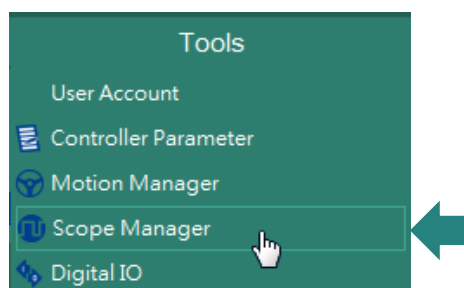 Tools
User Account
Controller Parameter
Motion Manager
Scope Manager
Digital IO